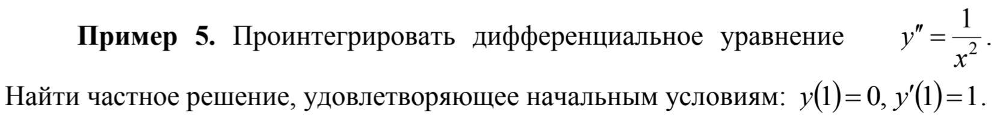 Пример 5. Проинтегрировать дифференциальное уравнение y″ = 1/x².
Найти частное решение, удовлетворяющее начальным условиям: y(1) = 0, y′(1) = 1.